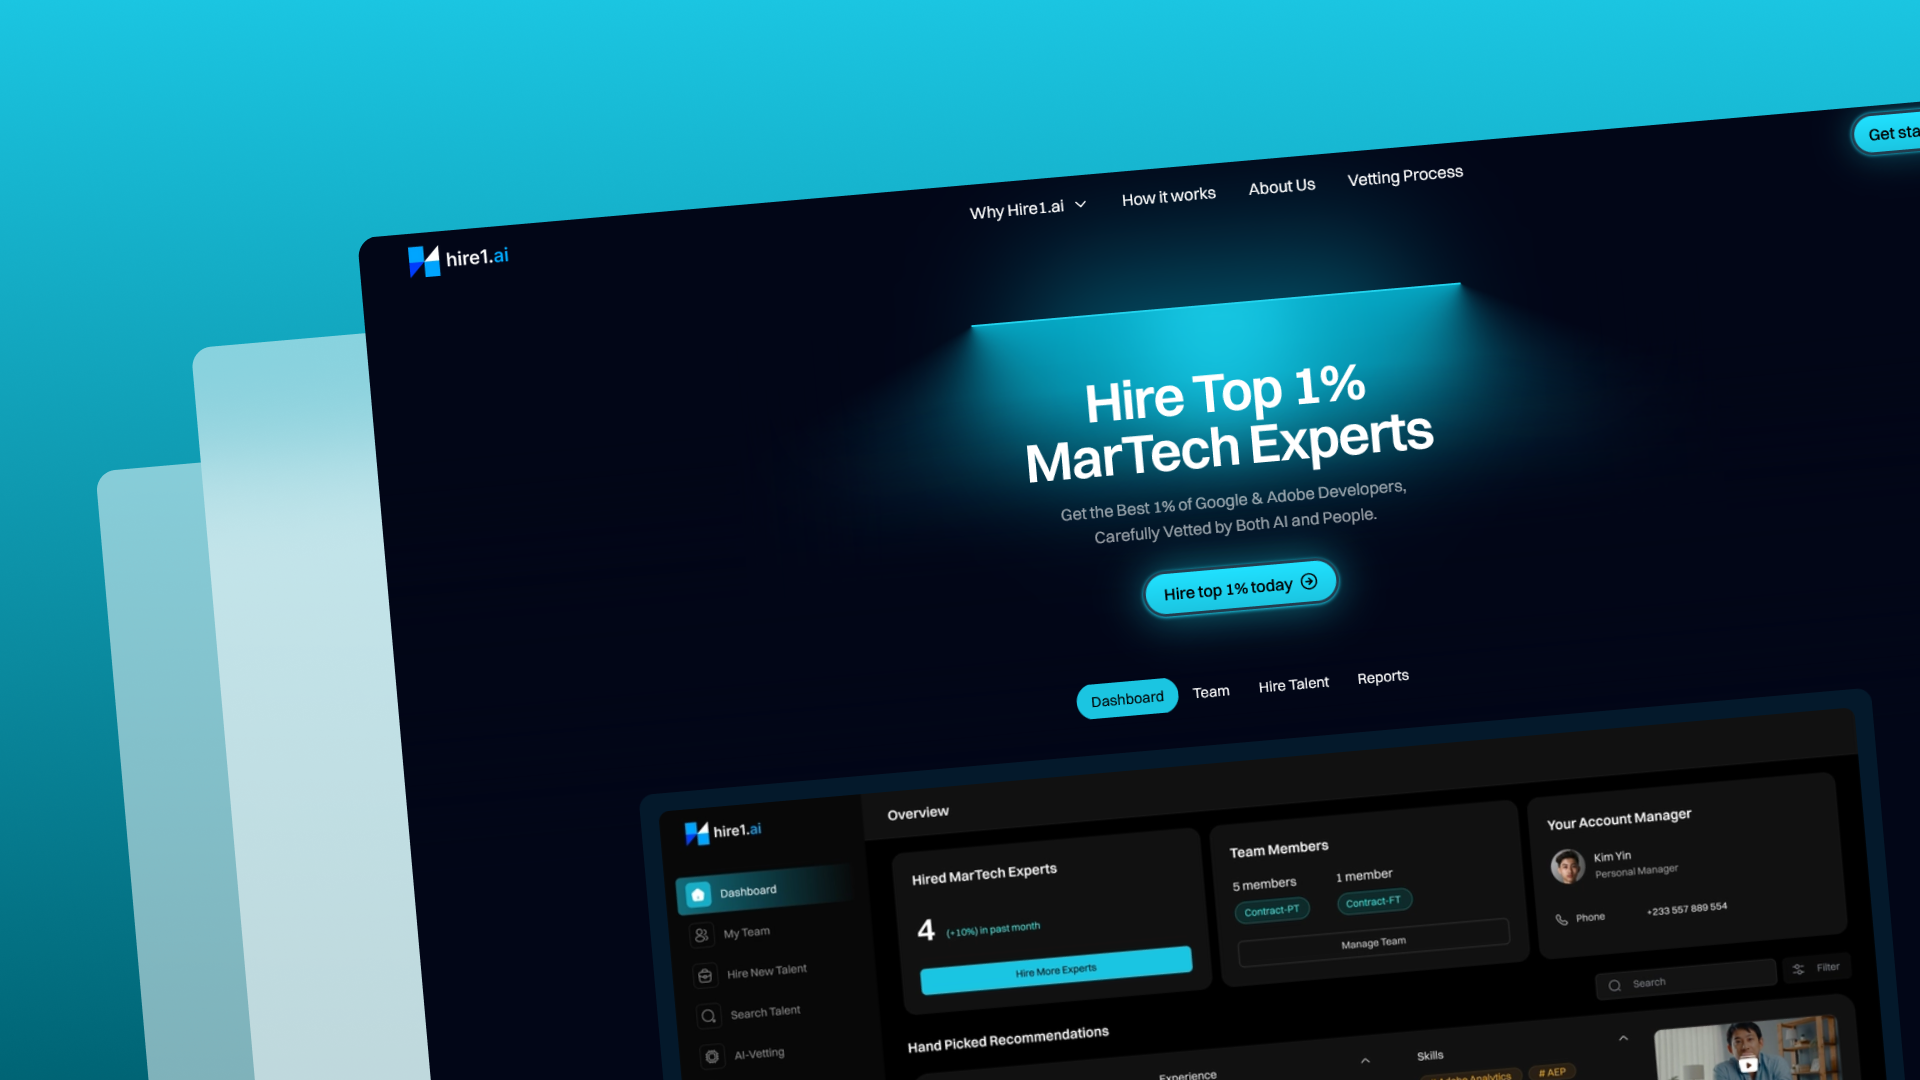 Get sta
Why Hire1.ai
How it works
About Us
Vetting Process
hire1.ai
Hire Top 1%
MarTech Experts
Get the Best 1% of Google & Adobe Developers,
Carefully Vetted by Both AI and People.
Hire top 1% today
Dashboard
Team
Hire Talent
Reports
hire1.ai
Dashboard
My Team
Hire New Talent
Search Talent
AI-Vetting
Overview
Hired MarTech Experts
4 (+10%) in past month
Hire More Experts
Team Members
5 members
1 member
Contract-PT
Contract-FT
Manage Team
Your Account Manager
Kim Yin
Personal Manager
Phone
+233 557 889 554
Search
Filter
Hand Picked Recommendations
Experience
Skills
# Adobe Analytics
# AEP